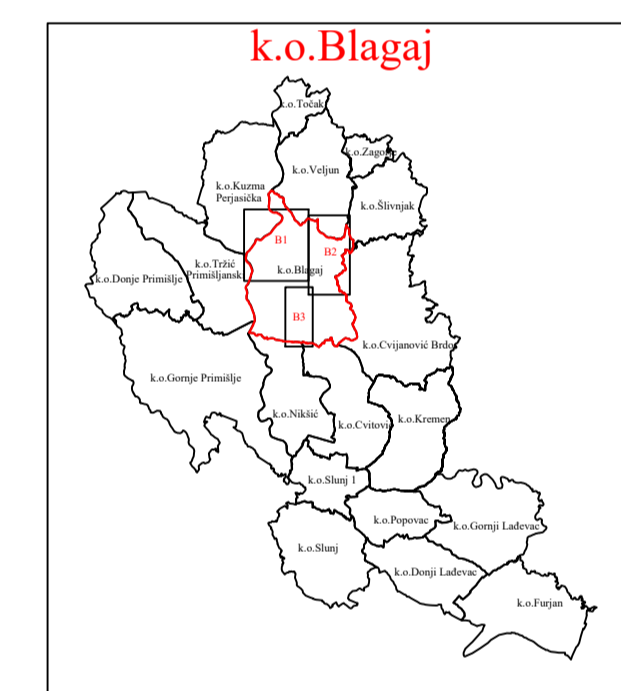 k.o.Blagaj
k.o.Točak
k.o.Zagorje
k.o.Veljun
k.o.Kuzma
Perjasička
k.o.Šlivnjak
B1
B2
k.o.Tržić
Primišljanski
k.o.Blagaj
k.o.Donje Primišlje
B3
k.o.Cvijanović Brdo
k.o.Gornje Primišlje
k.o.Nikšić
k.o.Cvitović
k.o.Kremen
k.o.Slunj 1
k.o.Popovac
k.o.Gornji Lađevac
k.o.Slunj
k.o.Donji Lađevac
k.o.Furjan